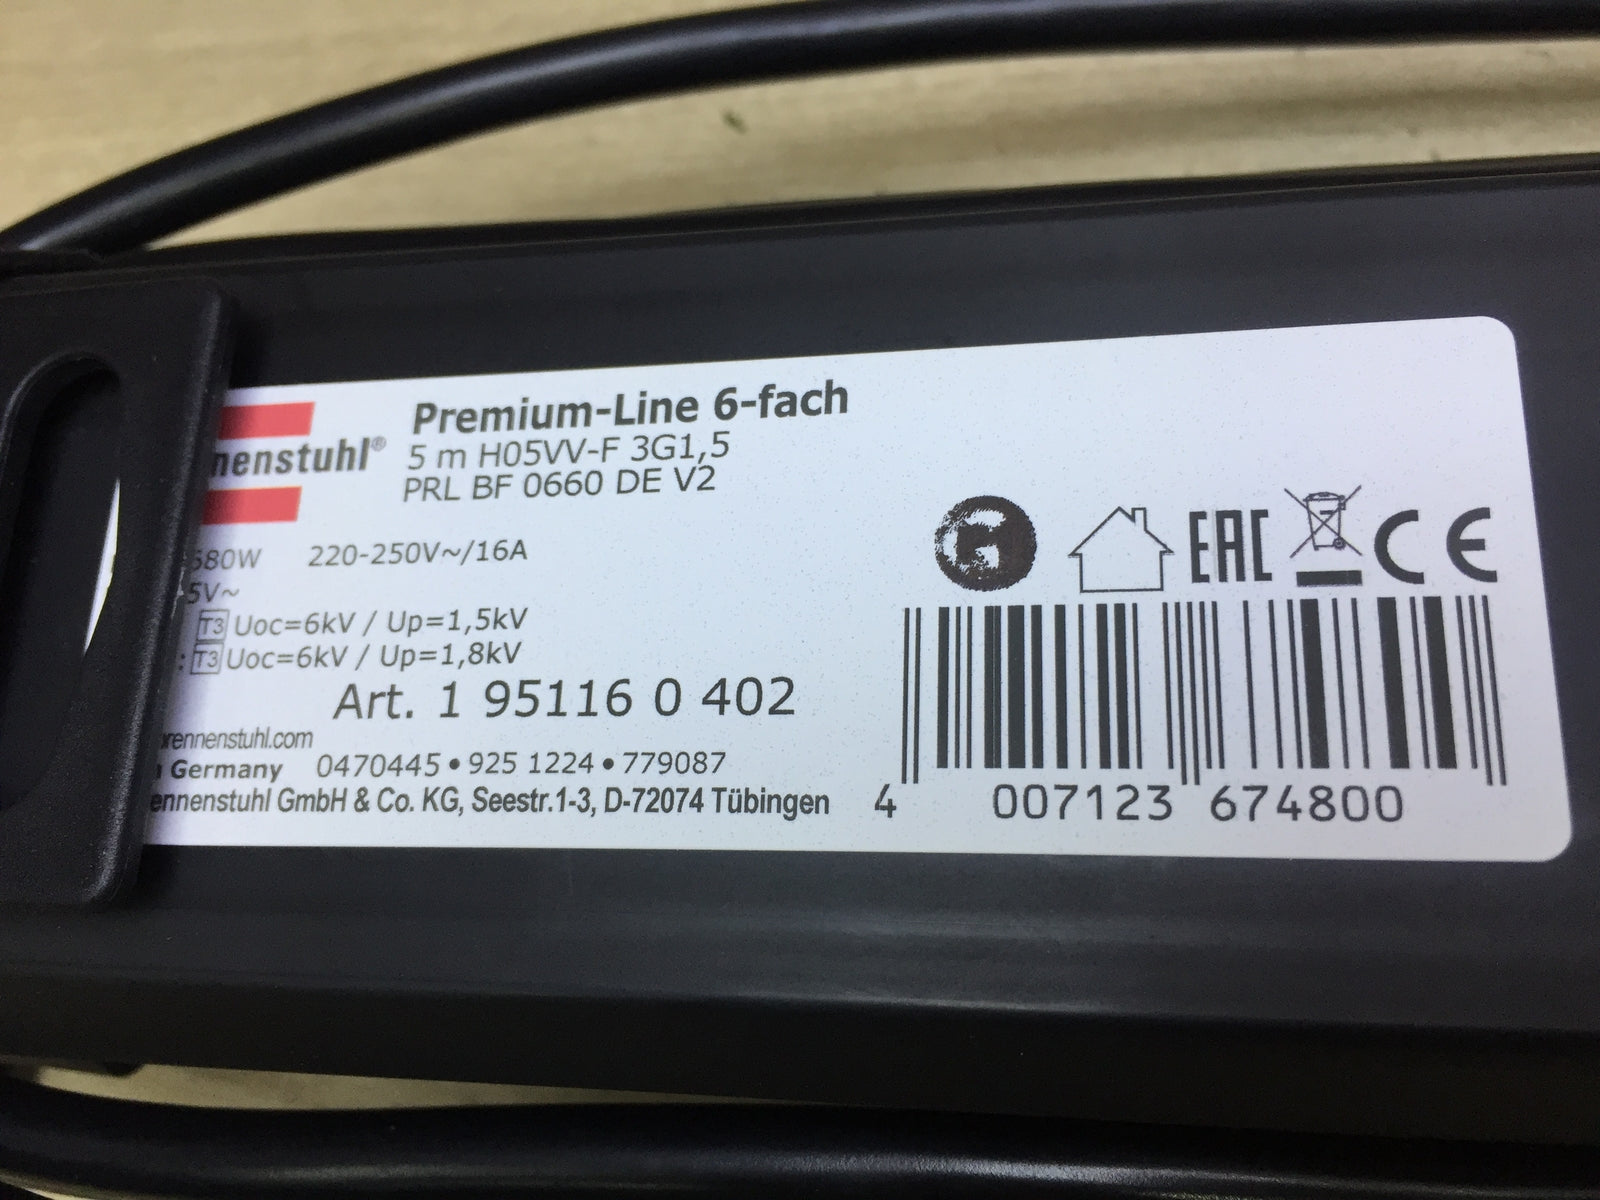 Premium-Line 6-fach
nenstuhl®
5 m H05VV-F 3G1,5
PRL BF 0660 DE V2
680W 220-250V~/16A
5V~
T3 Uoc=6kV / Up=1,5kV
: T3 Uoc=6kV / Up=1,8kV
Art. 1 95116 0 402
rennenstuhl.com
Germany 0470445 • 925 1224 • 779087
ennenstuhl GmbH & Co. KG, Seestr.1-3, D-72074 Tübingen
EAC CE
4 007123 674800